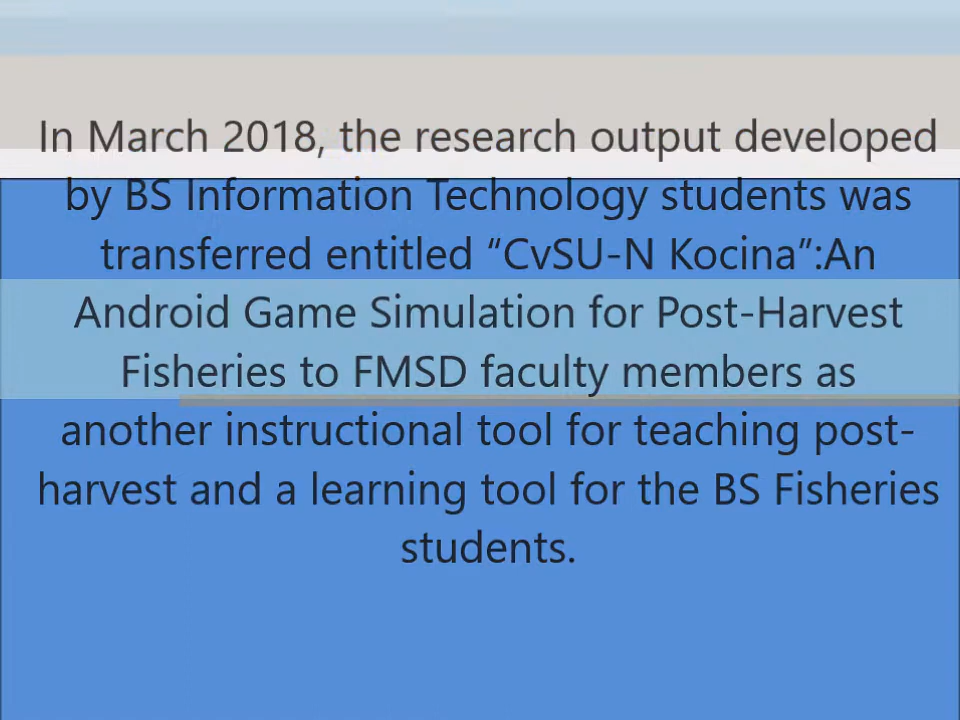 In March 2018, the research output developed
by BS Information Technology students was
transferred entitled “CvSU-N Kocina”:An
Android Game Simulation for Post-Harvest
Fisheries to FMSD faculty members as
another instructional tool for teaching post-
harvest and a learning tool for the BS Fisheries
students.